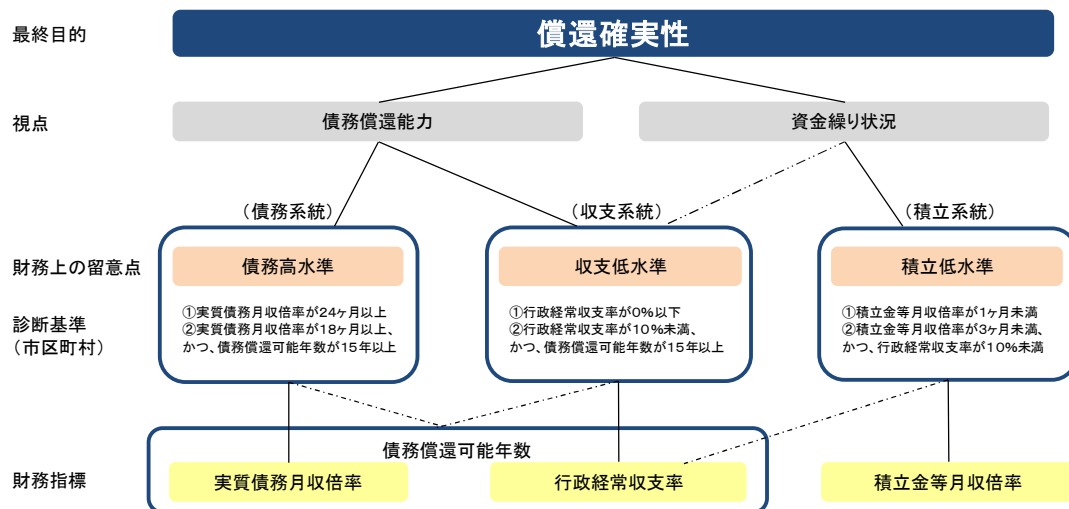 最終目的
償還確実性
視点
債務償還能力
資金繰り状況
（債務系統）
（収支系統）
（積立系統）
財務上の留意点
債務高水準
収支低水準
積立低水準
診断基準
（市区町村）
①実質債務月収倍率が24ヶ月以上
②実質債務月収倍率が18ヶ月以上、
かつ、債務償還可能年数が15年以上
①行政経常収支率が0%以下
②行政経常収支率が10%未満、
かつ、債務償還可能年数が15年以上
①積立金等月収倍率が1ヶ月未満
②積立金等月収倍率が3ヶ月未満、
かつ、行政経常収支率が10%未満
債務償還可能年数
財務指標
実質債務月収倍率
行政経常収支率
積立金等月収倍率